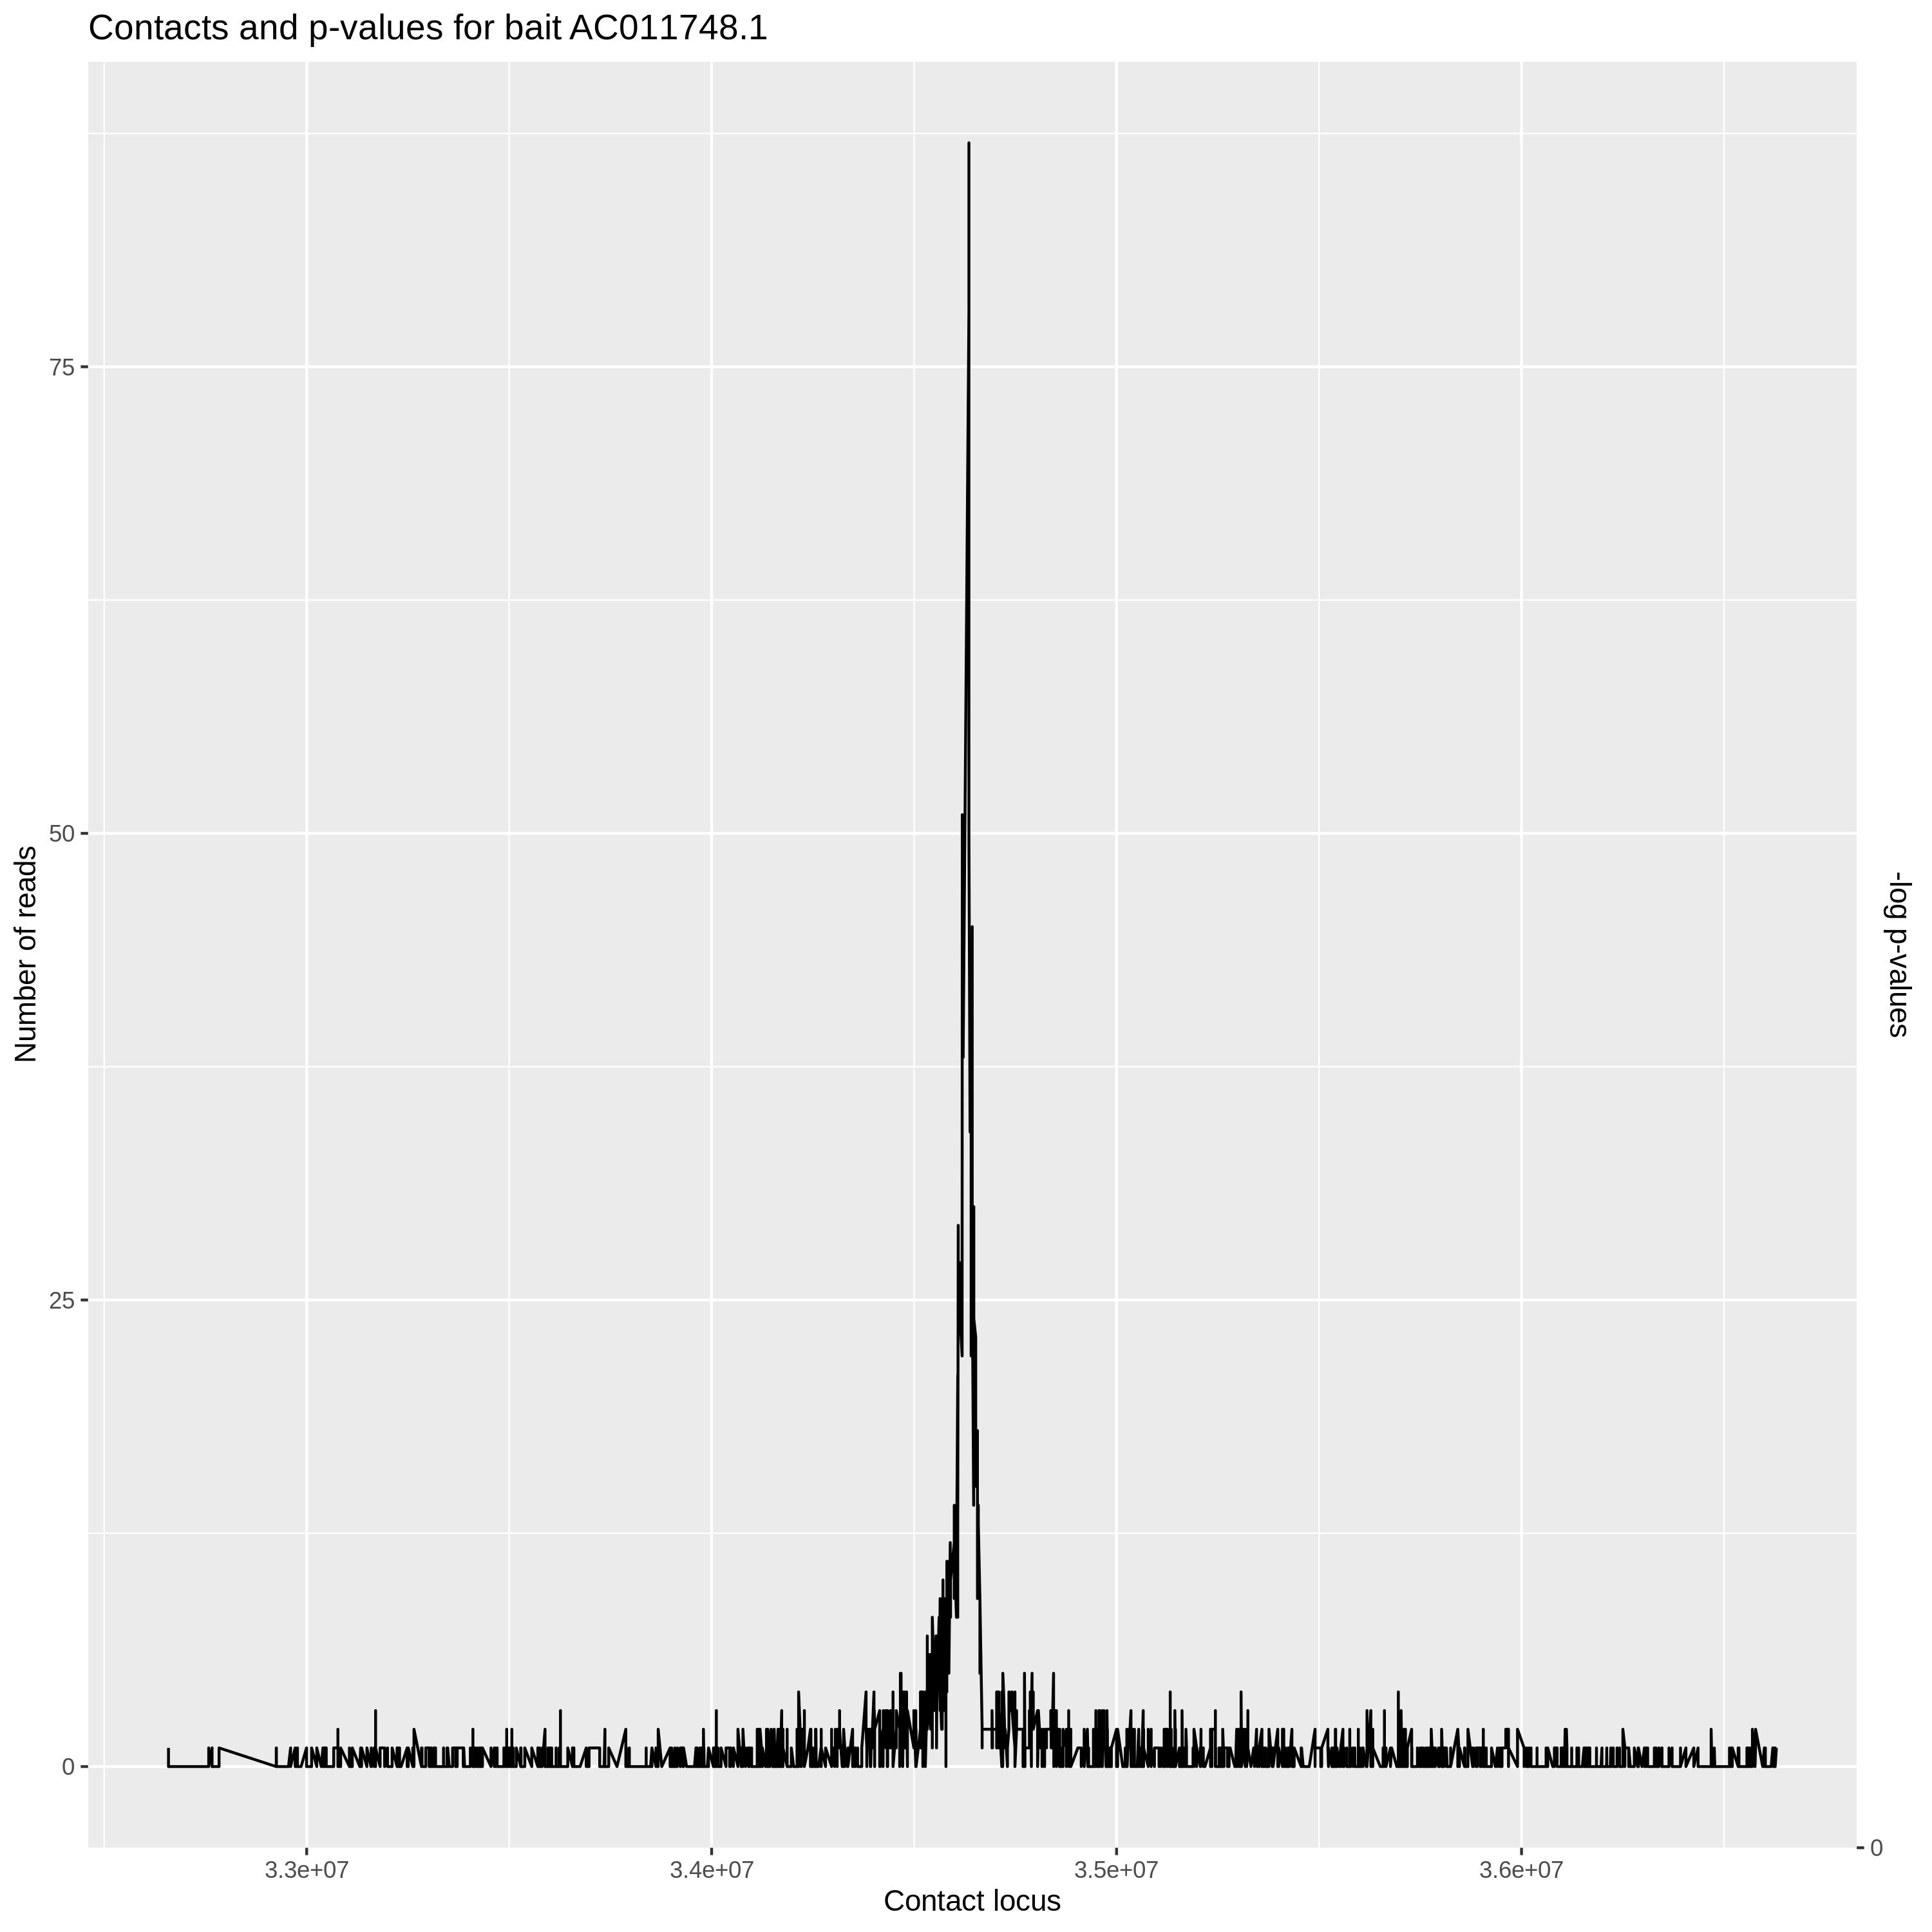 Contacts and p-values for bait AC011748.1
Number of reads
75
50
25
0
-log p-values
0
3.3e+07 3.4e+07 3.5e+07 3.6e+07
Contact locus